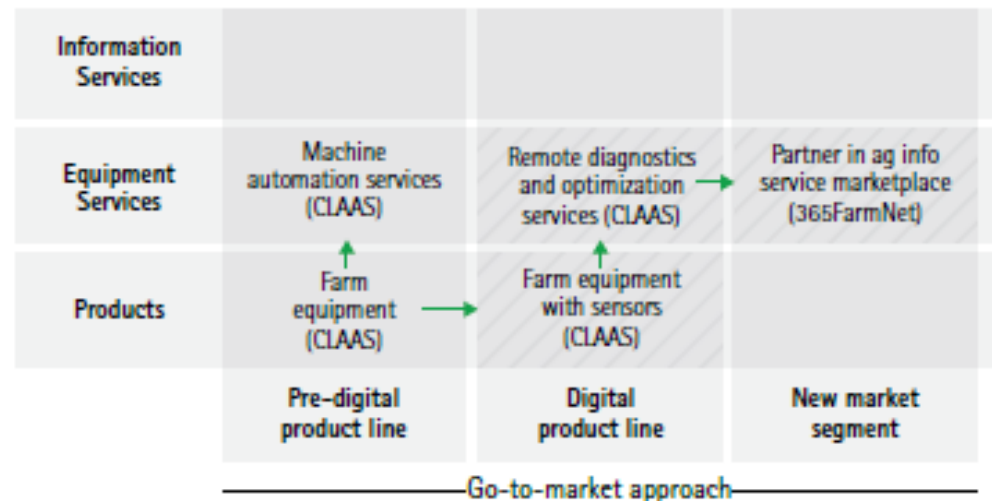 Information
Services
Equipment
Services
Machine
automation services
(CLAAS)
Remote diagnostics
and optimization
services (CLAAS)
Partner in ag info
service marketplace
(365FarmNet)
Products
Farm
equipment
(CLAAS)
Farm equipment
with sensors
(CLAAS)
Pre-digital
product line
Digital
product line
New market
segment
Go-to-market approach